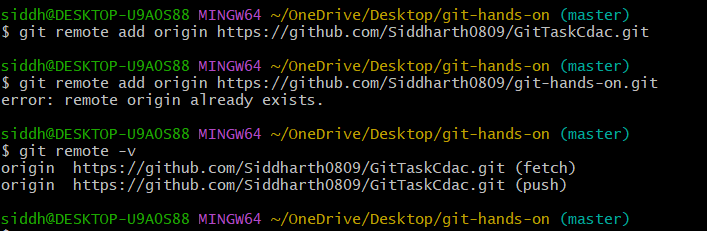 siddh@DESKTOP-U9A0S88 MINGW64 ~/OneDrive/Desktop/git-hands-on (master)
$ git remote add origin https://github.com/Siddharth0809/GitTaskCdac.git
siddh@DESKTOP-U9A0S88 MINGW64 ~/OneDrive/Desktop/git-hands-on (master)
$ git remote add origin https://github.com/Siddharth0809/git-hands-on.git
error: remote origin already exists.
siddh@DESKTOP-U9A0S88 MINGW64 ~/OneDrive/Desktop/git-hands-on (master)
$ git remote -v
origin  https://github.com/Siddharth0809/GitTaskCdac.git (fetch)
origin  https://github.com/Siddharth0809/GitTaskCdac.git (push)
siddh@DESKTOP-U9A0S88 MINGW64 ~/OneDrive/Desktop/git-hands-on (master)